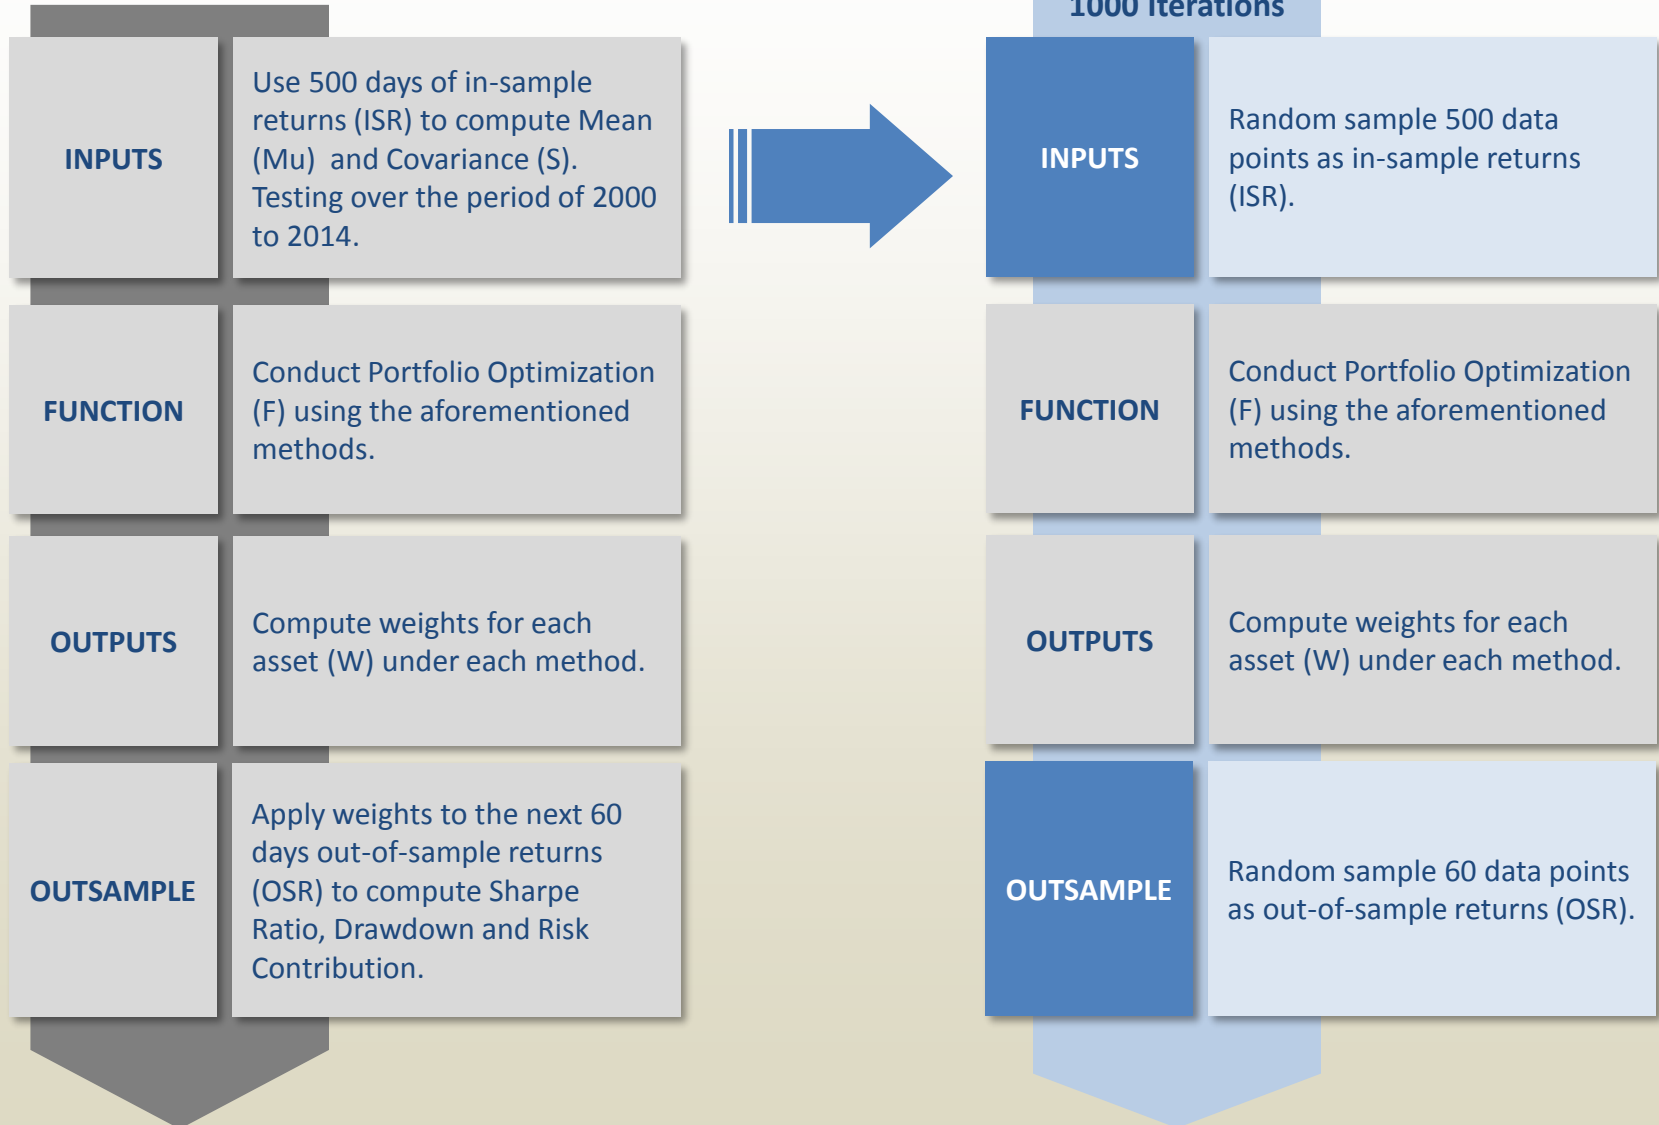 INPUTS
Use 500 days of in-sample
returns (ISR) to compute Mean
(Mu) and Covariance (S).
Testing over the period of 2000
to 2014.
FUNCTION
Conduct Portfolio Optimization
(F) using the aforementioned
methods.
OUTPUTS
Compute weights for each
asset (W) under each method.
OUTSAMPLE
Apply weights to the next 60
days out-of-sample returns
(OSR) to compute Sharpe
Ratio, Drawdown and Risk
Contribution.
1000 Iterations
INPUTS
Random sample 500 data
points as in-sample returns
(ISR).
FUNCTION
Conduct Portfolio Optimization
(F) using the aforementioned
methods.
OUTPUTS
Compute weights for each
asset (W) under each method.
OUTSAMPLE
Random sample 60 data points
as out-of-sample returns (OSR).